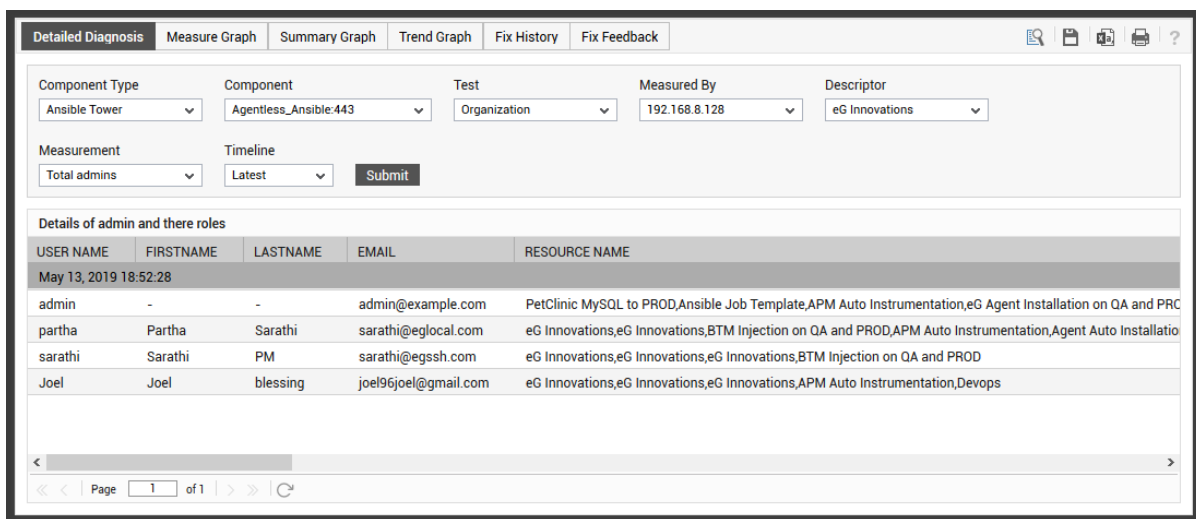 Detailed Diagnosis Measure Graph Summary Graph Trend Graph Fix History Fix Feedback
Component Type Component Test Measured By Descriptor
Ansible Tower Agentless_Ansible:443 Organization 192.168.8.128 eG Innovations
Measurement Timeline
Total admins Latest Submit
Details of admin and there roles
USER NAME FIRSTNAME LASTNAME EMAIL RESOURCE NAME
May 13, 2019 18:52:28
admin - - admin@example.com PetClinic MySQL to PROD,Ansible Job Template,APM Auto Instrumentation,eG Agent Installation on QA and PRO
partha Partha Sarathi sarathi@eglocal.com eG Innovations,eG Innovations,BTM Injection on QA and PROD,APM Auto Instrumentation,Agent Auto Installatio
sarathi Sarathi PM sarathi@egssh.com eG Innovations,eG Innovations,eG Innovations,BTM Injection on QA and PROD
Joel Joel blessing joel96joel@gmail.com eG Innovations,eG Innovations,eG Innovations,APM Auto Instrumentation,Devops
Page 1 of 1